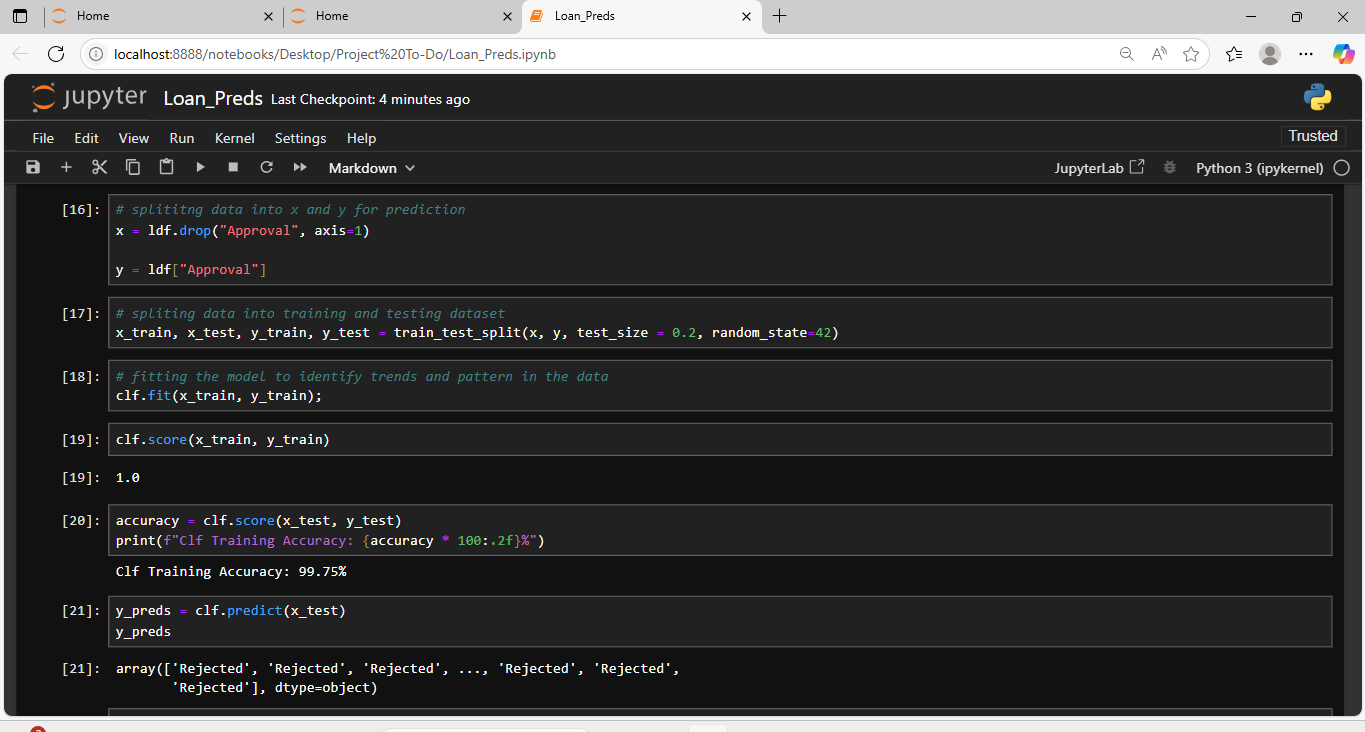 Home
Home
Loan_Preds
localhost:8888/notebooks/Desktop/Project%20To-Do/Loan_Preds.ipynb
jupyter Loan_Preds Last Checkpoint: 4 minutes ago
File Edit View Run Kernel Settings Help Trusted
Markdown JupyterLab Python 3 (ipykernel)
[16]: # splititng data into x and y for prediction
x = ldf.drop("Approval", axis=1)
y = ldf["Approval"]
[17]: # spliting data into training and testing dataset
x_train, x_test, y_train, y_test = train_test_split(x, y, test_size = 0.2, random_state=42)
[18]: # fitting the model to identify trends and pattern in the data
clf.fit(x_train, y_train);
[19]: clf.score(x_train, y_train)
[19]: 1.0
[20]: accuracy = clf.score(x_test, y_test)
print(f"Clf Training Accuracy: {accuracy * 100:.2f}%")
Clf Training Accuracy: 99.75%
[21]: y_preds = clf.predict(x_test)
y_preds
[21]: array(['Rejected', 'Rejected', 'Rejected', ..., 'Rejected', 'Rejected',
'Rejected'], dtype=object)